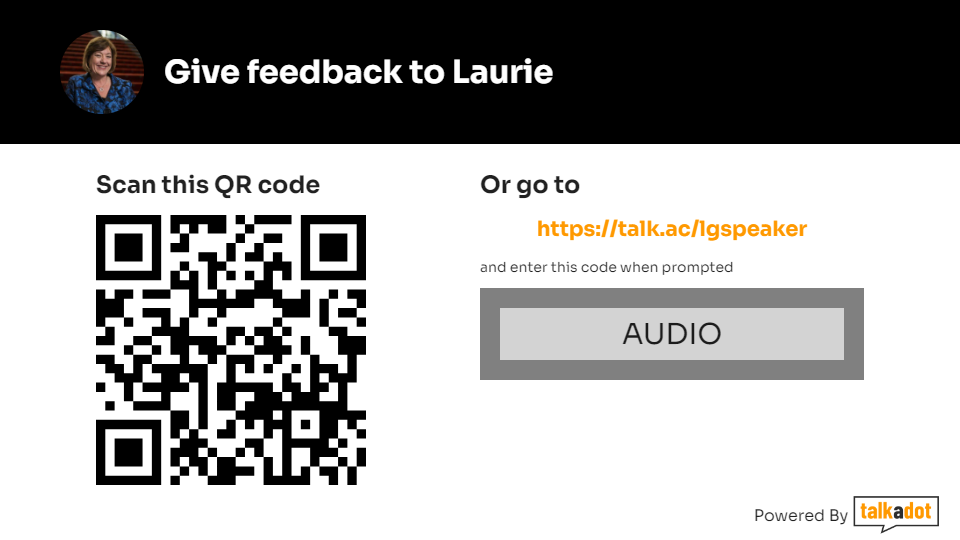 Give feedback to Laurie
Scan this QR code
Or go to
https://talk.ac/lgspeaker
and enter this code when prompted
AUDIO
Powered By talkadot